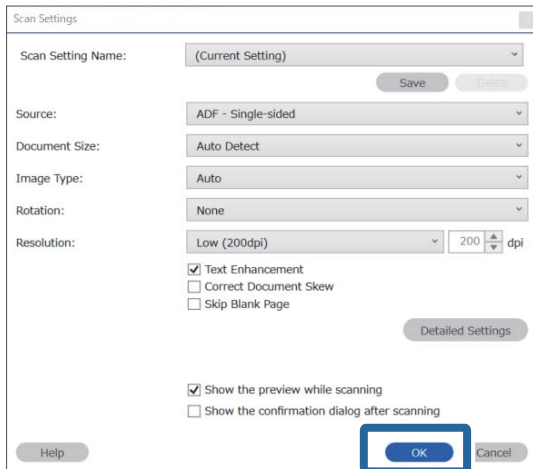 Scan Settings
Scan Setting Name: (Current Setting)
Save Delete
Source: ADF - Single-sided
Document Size: Auto Detect
Image Type: Auto
Rotation: None
Resolution: Low (200dpi) 200 dpi
Text Enhancement
Correct Document Skew
Skip Blank Page
Detailed Settings
Show the preview while scanning
Show the confirmation dialog after scanning
Help OK Cancel